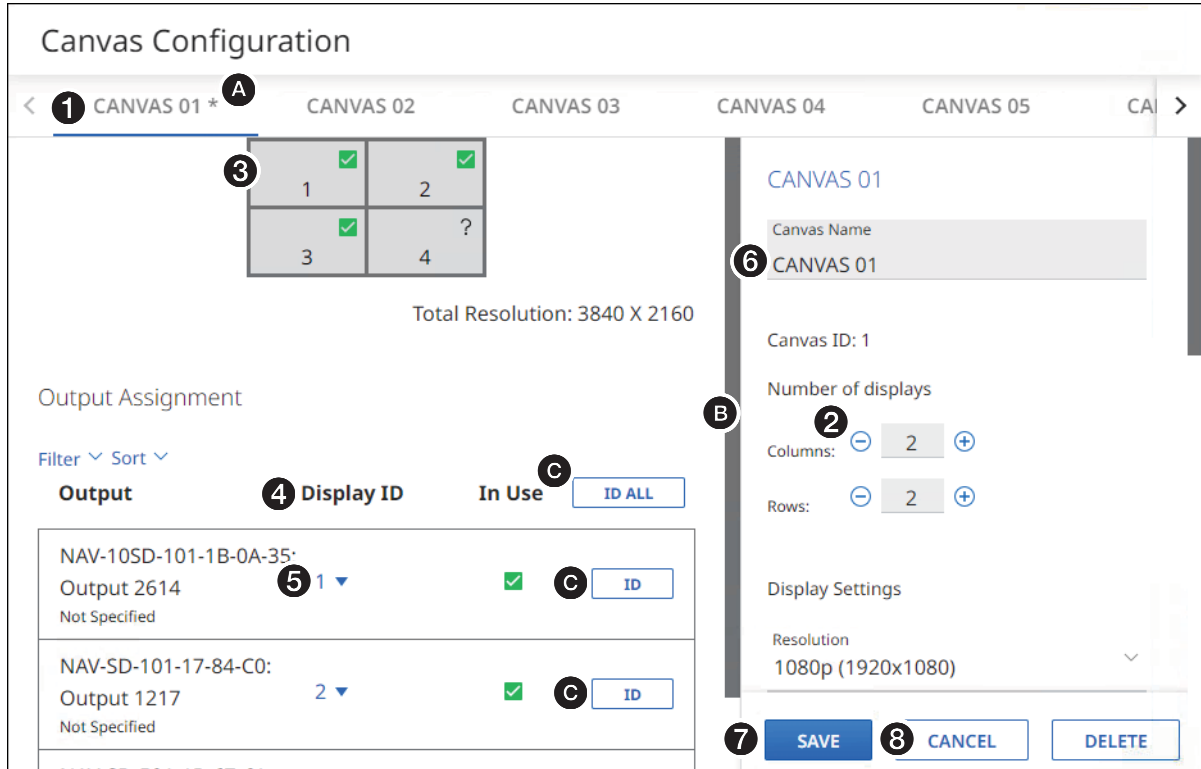 Canvas Configuration
1 CANVAS 01 * A CANVAS 02 CANVAS 03 CANVAS 04 CANVAS 05 CA
3
1 2
?
3 4
Total Resolution: 3840 X 2160
Output Assignment
Filter Sort
C
Output 4 Display ID In Use ID ALL
NAV-10SD-101-1B-0A-35:
Output 2614 5 1 C ID
Not Specified
NAV-SD-101-17-84-C0:
Output 1217 2 C ID
Not Specified
B
CANVAS 01
Canvas Name
6 CANVAS 01
Canvas ID: 1
Number of displays
2
Columns: 2
Rows: 2
Display Settings
Resolution
1080p (1920x1080)
7 SAVE 8 CANCEL DELETE